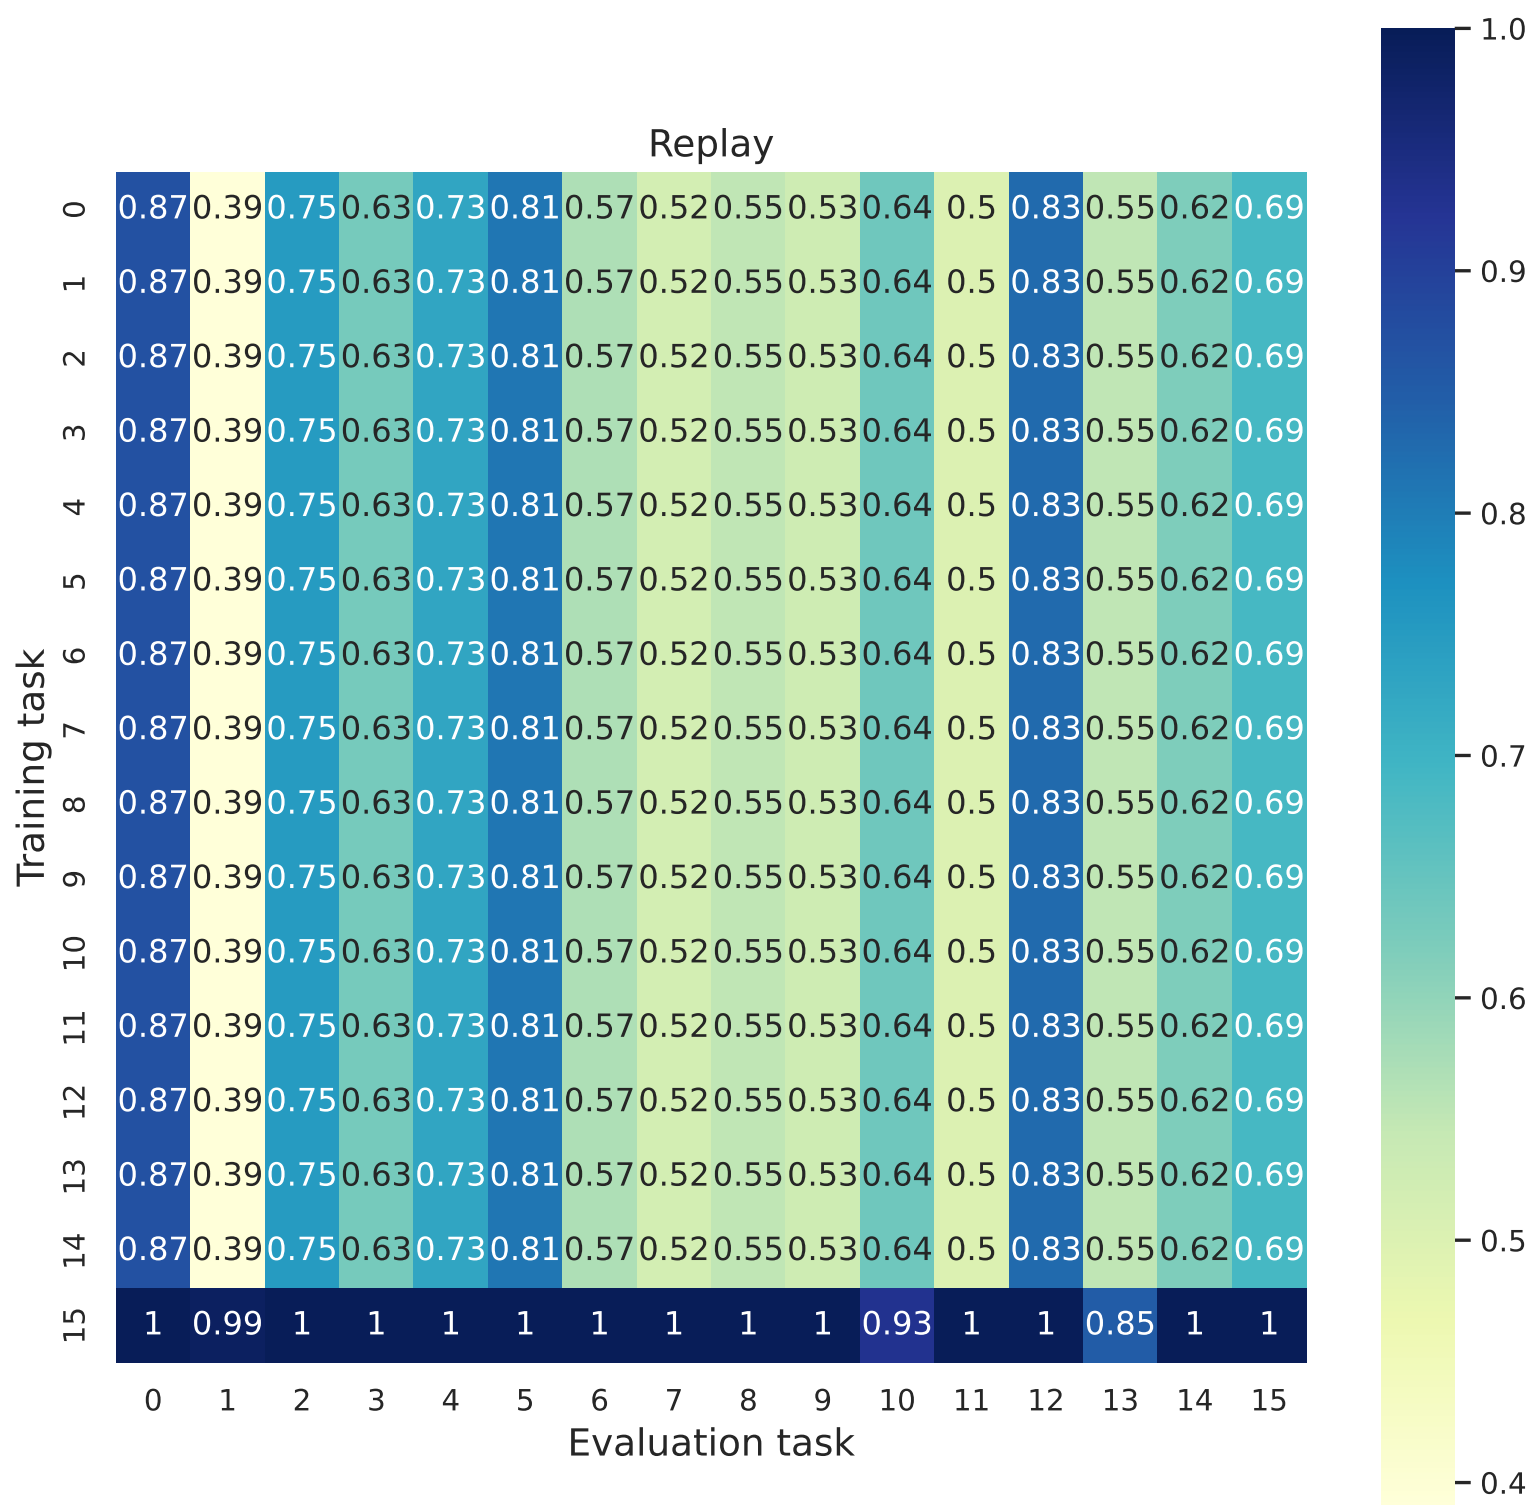 Replay
0 0.87 0.39 0.75 0.63 0.73 0.81 0.57 0.52 0.55 0.53 0.64 0.5 0.83 0.55 0.62 0.69
1 0.87 0.39 0.75 0.63 0.73 0.81 0.57 0.52 0.55 0.53 0.64 0.5 0.83 0.55 0.62 0.69
2 0.87 0.39 0.75 0.63 0.73 0.81 0.57 0.52 0.55 0.53 0.64 0.5 0.83 0.55 0.62 0.69
3 0.87 0.39 0.75 0.63 0.73 0.81 0.57 0.52 0.55 0.53 0.64 0.5 0.83 0.55 0.62 0.69
4 0.87 0.39 0.75 0.63 0.73 0.81 0.57 0.52 0.55 0.53 0.64 0.5 0.83 0.55 0.62 0.69
5 0.87 0.39 0.75 0.63 0.73 0.81 0.57 0.52 0.55 0.53 0.64 0.5 0.83 0.55 0.62 0.69
6 0.87 0.39 0.75 0.63 0.73 0.81 0.57 0.52 0.55 0.53 0.64 0.5 0.83 0.55 0.62 0.69
7 0.87 0.39 0.75 0.63 0.73 0.81 0.57 0.52 0.55 0.53 0.64 0.5 0.83 0.55 0.62 0.69
8 0.87 0.39 0.75 0.63 0.73 0.81 0.57 0.52 0.55 0.53 0.64 0.5 0.83 0.55 0.62 0.69
9 0.87 0.39 0.75 0.63 0.73 0.81 0.57 0.52 0.55 0.53 0.64 0.5 0.83 0.55 0.62 0.69
10 0.87 0.39 0.75 0.63 0.73 0.81 0.57 0.52 0.55 0.53 0.64 0.5 0.83 0.55 0.62 0.69
11 0.87 0.39 0.75 0.63 0.73 0.81 0.57 0.52 0.55 0.53 0.64 0.5 0.83 0.55 0.62 0.69
12 0.87 0.39 0.75 0.63 0.73 0.81 0.57 0.52 0.55 0.53 0.64 0.5 0.83 0.55 0.62 0.69
13 0.87 0.39 0.75 0.63 0.73 0.81 0.57 0.52 0.55 0.53 0.64 0.5 0.83 0.55 0.62 0.69
14 0.87 0.39 0.75 0.63 0.73 0.81 0.57 0.52 0.55 0.53 0.64 0.5 0.83 0.55 0.62 0.69
15 1 0.99 1 1 1 1 1 1 1 1 0.93 1 1 0.85 1 1
0 1 2 3 4 5 6 7 8 9 10 11 12 13 14 15
Evaluation task
Training task
1.0
0.9
0.8
0.7
0.6
0.5
0.4